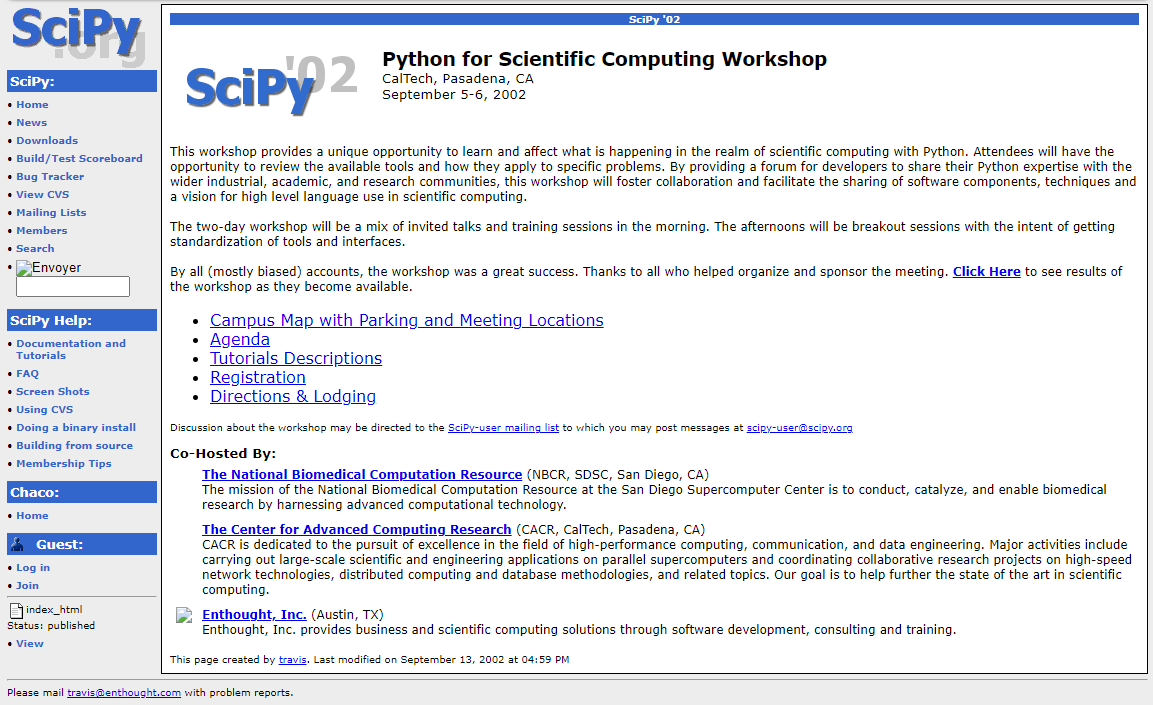 SciPy
.org
SciPy:
Home
News
Downloads
Build/Test Scoreboard
Bug Tracker
View CVS
Mailing Lists
Members
Search
Envoyer
SciPy Help:
Documentation and
Tutorials
FAQ
Screen Shots
Using CVS
Doing a binary install
Building from source
Membership Tips
Chaco:
Home
Guest:
Log in
Join
index_html
Status: published
View
SciPy '02
SciPy '02
Python for Scientific Computing Workshop
CalTech, Pasadena, CA
September 5-6, 2002
This workshop provides a unique opportunity to learn and affect what is happening in the realm of scientific computing with Python. Attendees will have the
opportunity to review the available tools and how they apply to specific problems. By providing a forum for developers to share their Python expertise with the
wider industrial, academic, and research communities, this workshop will foster collaboration and facilitate the sharing of software components, techniques and
a vision for high level language use in scientific computing.
The two-day workshop will be a mix of invited talks and training sessions in the morning. The afternoons will be breakout sessions with the intent of getting
standardization of tools and interfaces.
By all (mostly biased) accounts, the workshop was a great success. Thanks to all who helped organize and sponsor the meeting. Click Here to see results of
the workshop as they become available.
Campus Map with Parking and Meeting Locations
Agenda
Tutorials Descriptions
Registration
Directions & Lodging
Discussion about the workshop may be directed to the SciPy-user mailing list to which you may post messages at scipy-user@scipy.org
Co-Hosted By:
The National Biomedical Computation Resource (NBCR, SDSC, San Diego, CA)
The mission of the National Biomedical Computation Resource at the San Diego Supercomputer Center is to conduct, catalyze, and enable biomedical
research by harnessing advanced computational technology.
The Center for Advanced Computing Research (CACR, CalTech, Pasadena, CA)
CACR is dedicated to the pursuit of excellence in the field of high-performance computing, communication, and data engineering. Major activities include
carrying out large-scale scientific and engineering applications on parallel supercomputers and coordinating collaborative research projects on high-speed
network technologies, distributed computing and database methodologies, and related topics. Our goal is to help further the state of the art in scientific
computing.
Enthought, Inc. (Austin, TX)
Enthought, Inc. provides business and scientific computing solutions through software development, consulting and training.
This page created by travis. Last modified on September 13, 2002 at 04:59 PM
Please mail travis@enthought.com with problem reports.